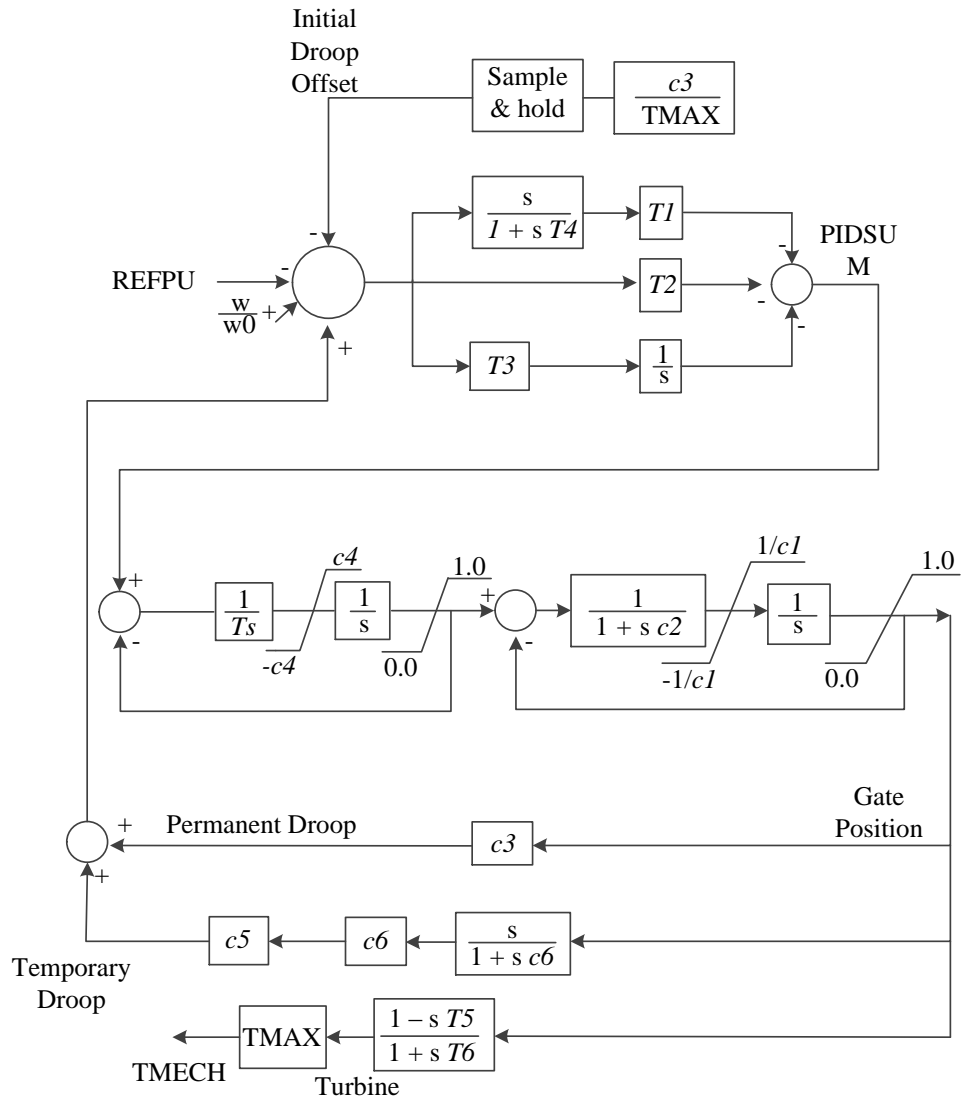 Initial
Droop
Offset
Sample
& hold
c3
TMAX
s
1 + s T4
T1
PIDSU
M
-
-
-
REFPU
w
w0
+
+
T2
-
-
T3
1
s
+
-
1
Ts
c4
-c4
1
s
1.0
0.0
+
-
1
1 + s c2
1/c1
-1/c1
1
s
1.0
0.0
Gate
Position
+
Permanent Droop
c3
+
c5
c6
s
1 + s c6
Temporary
Droop
TMAX
1 – s T5
1 + s T6
TMECH
Turbine